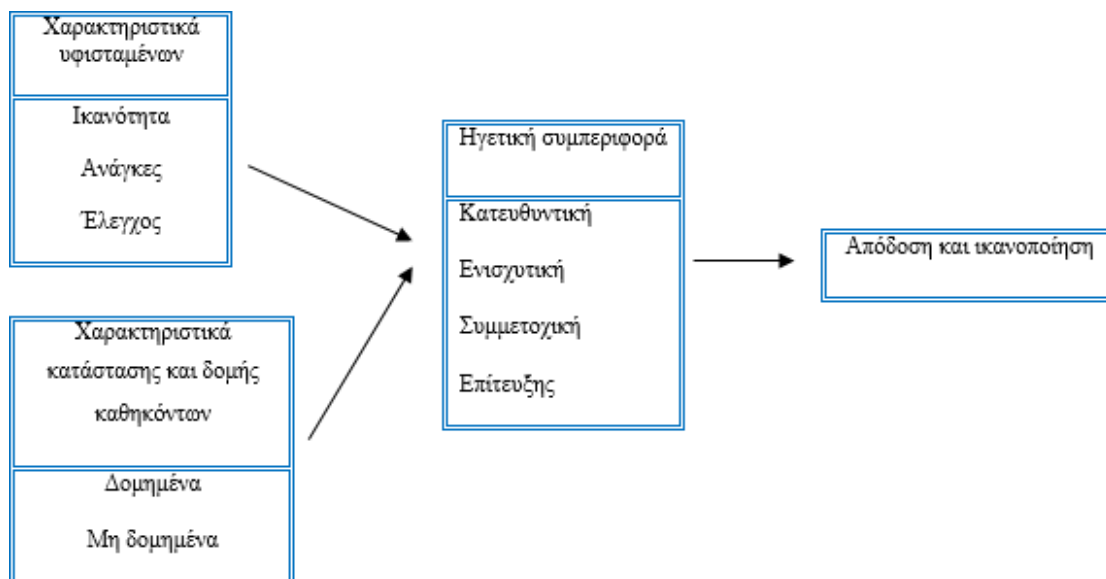 Χαρακτηριστικά
υφισταμένων
Ικανότητα
Ανάγκες
Έλεγχος
Χαρακτηριστικά
κατάστασης και δομής
καθηκόντων
Δομημένα
Μη δομημένα
Ηγετική συμπεριφορά
Κατευθυντική
Ενισχυτική
Συμμετοχική
Επίτευξης
Απόδοση και ικανοποίηση